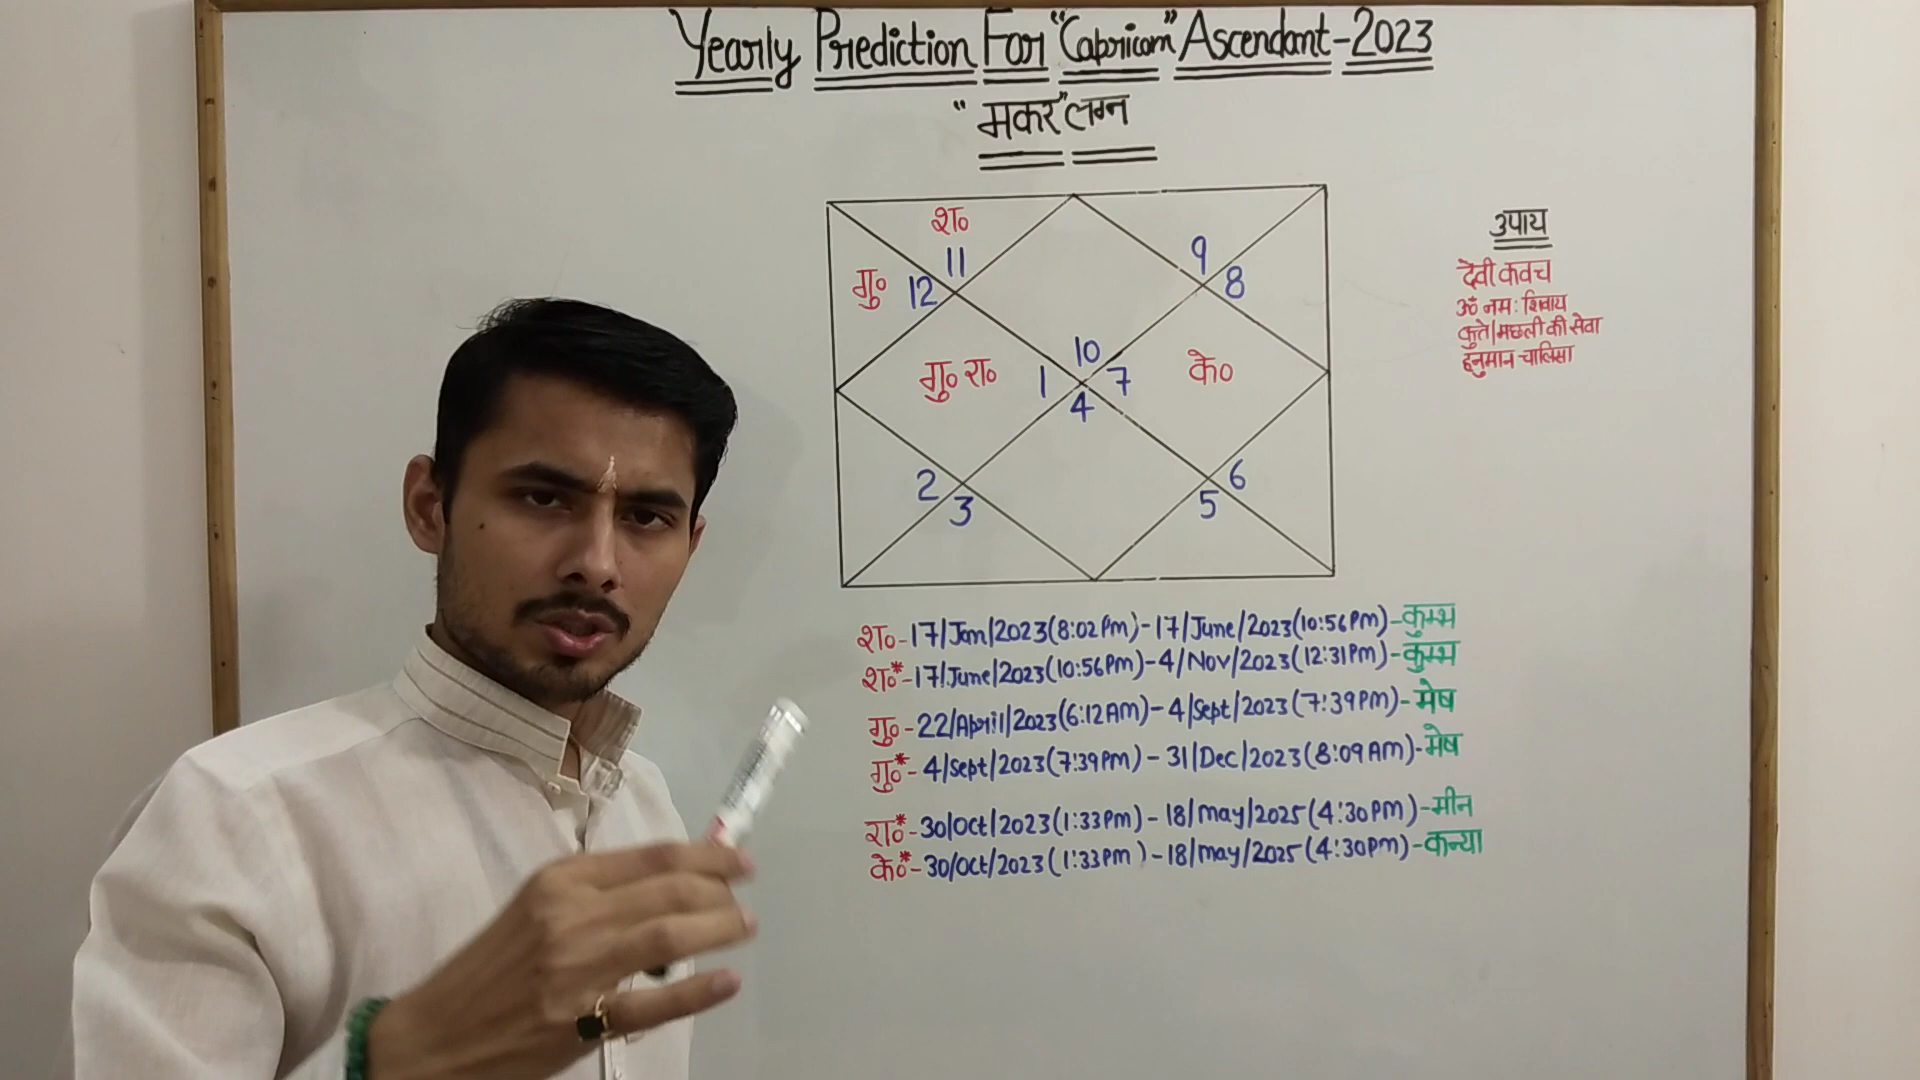 Yearly Prediction For "Capricorn" Ascendant-2023
"मकर" लग्न
श०
11
गु० 12
9
8
10
गु० रा० 1
7 के०
4
2
3
6
5
उपाय
देवी कवच
ॐ नम: शिवाय
कुत्ते/मछली की सेवा
हनुमान चालिसा
श०-17/Jan/2023(8:02Pm)-17/June/2023(10:56Pm)-कुम्भ
श०*-17/June/2023(10:56Pm)-4/Nov/2023(12:31Pm)-कुम्भ
गु०-22/April/2023(6:12AM)-4/Sept/2023(7:39PM)-मेष
गु०*-4/Sept/2023(7:39PM)-31/Dec/2023(8:09AM)-मेष
रा०*-30/Oct/2023(1:33Pm)-18/may/2025(4:30PM)-मीन
के०*-30/Oct/2023(1:33Pm)-18/may/2025(4:30PM)-कन्या